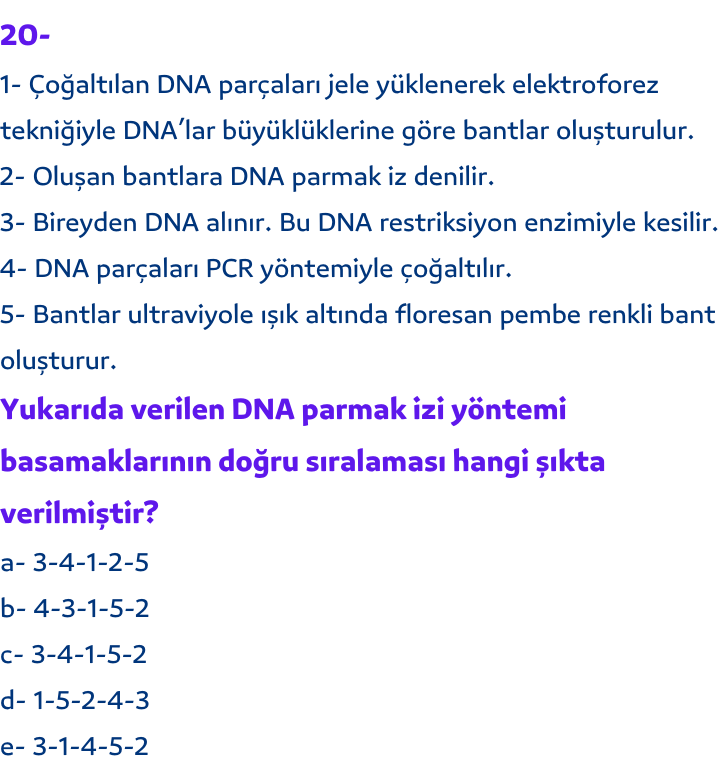 20-
1- Çoğaltılan DNA parçaları jele yüklenerek elektroforez
tekniğiyle DNA’lar büyüklüklerine göre bantlar oluşturulur.
2- Oluşan bantlara DNA parmak iz denilir.
3- Bireyden DNA alınır. Bu DNA restriksiyon enzimiyle kesilir.
4- DNA parçaları PCR yöntemiyle çoğaltılır.
5- Bantlar ultraviyole ışık altında floresan pembe renkli bant
oluşturur.
Yukarıda verilen DNA parmak izi yöntemi
basamaklarının doğru sıralaması hangi şıkta
verilmiştir?
a- 3-4-1-2-5
b- 4-3-1-5-2
c- 3-4-1-5-2
d- 1-5-2-4-3
e- 3-1-4-5-2